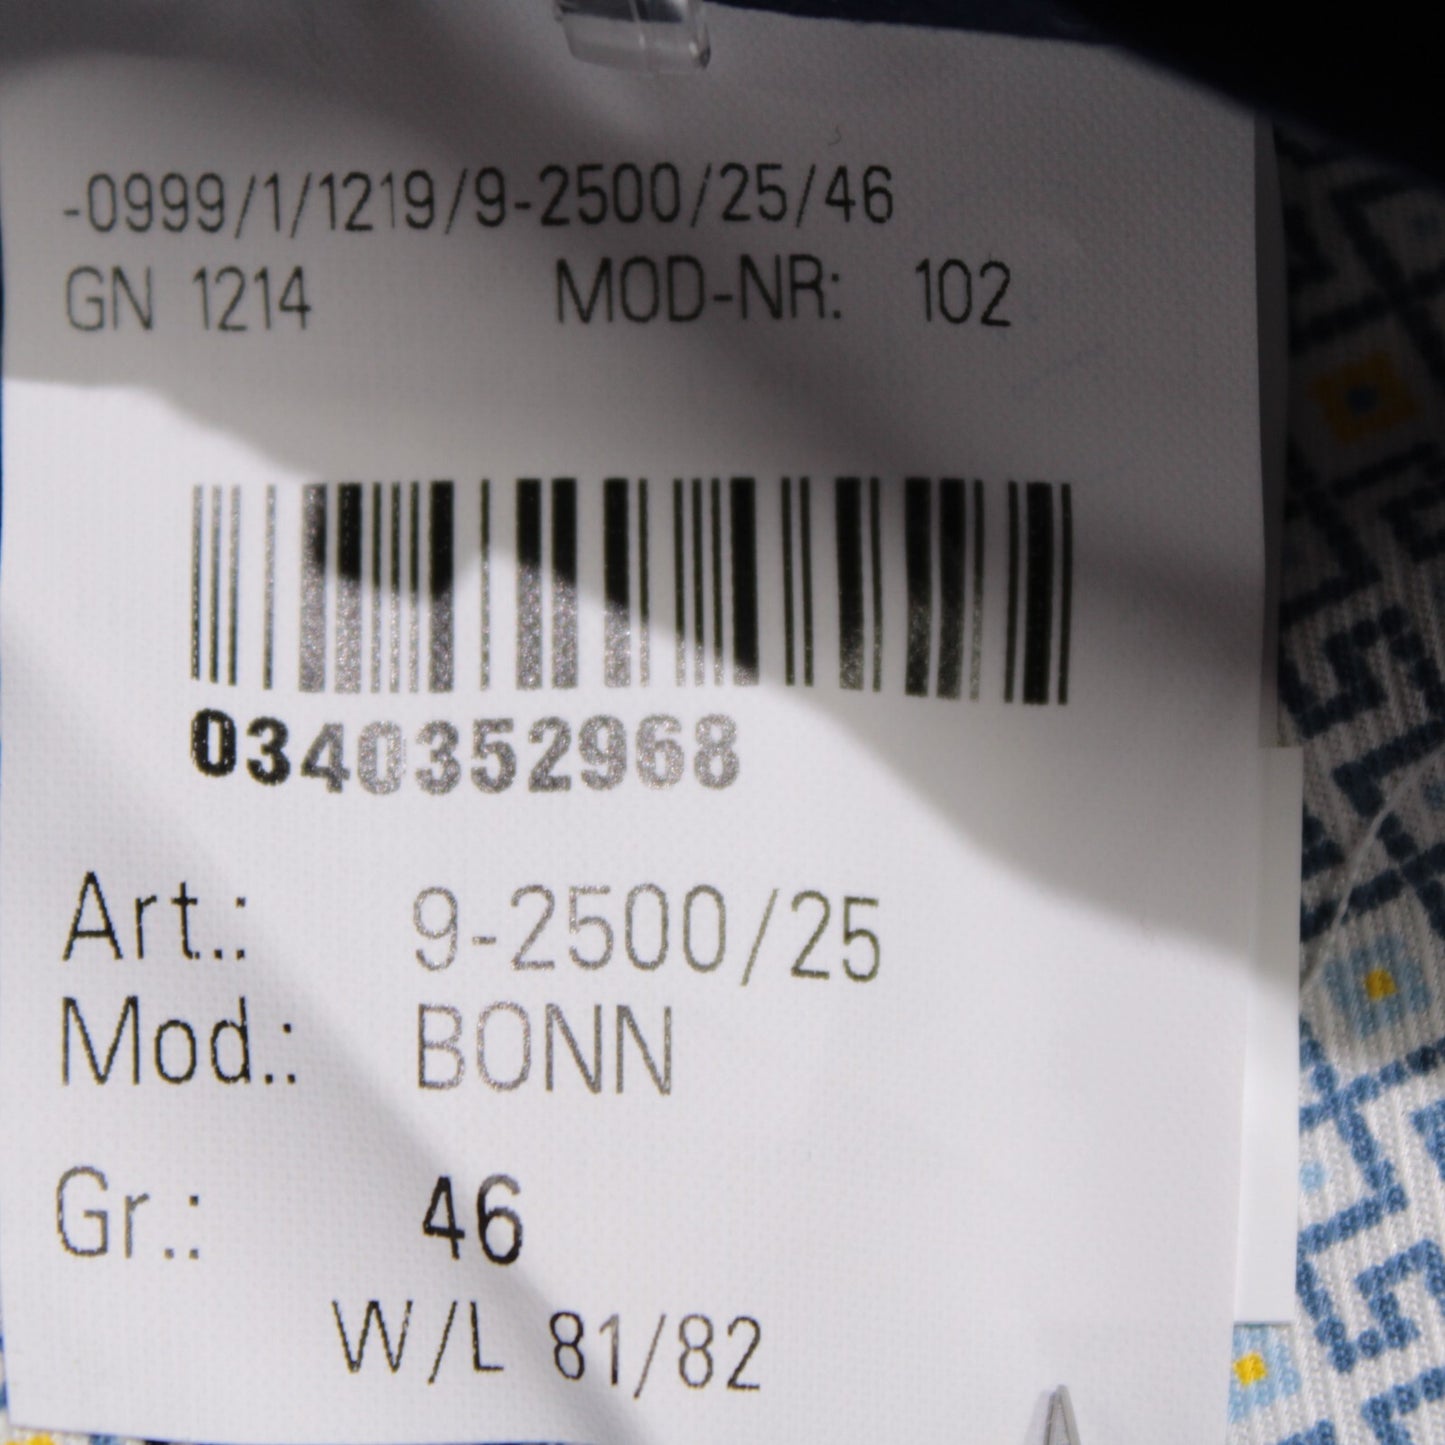 -0999/1/1219/9-2500/25/46
GN 1214 MOD-NR: 102
0340352968
Art.: 9-2500/25
Mod.: BONN
Gr.: 46
W/L 81/82